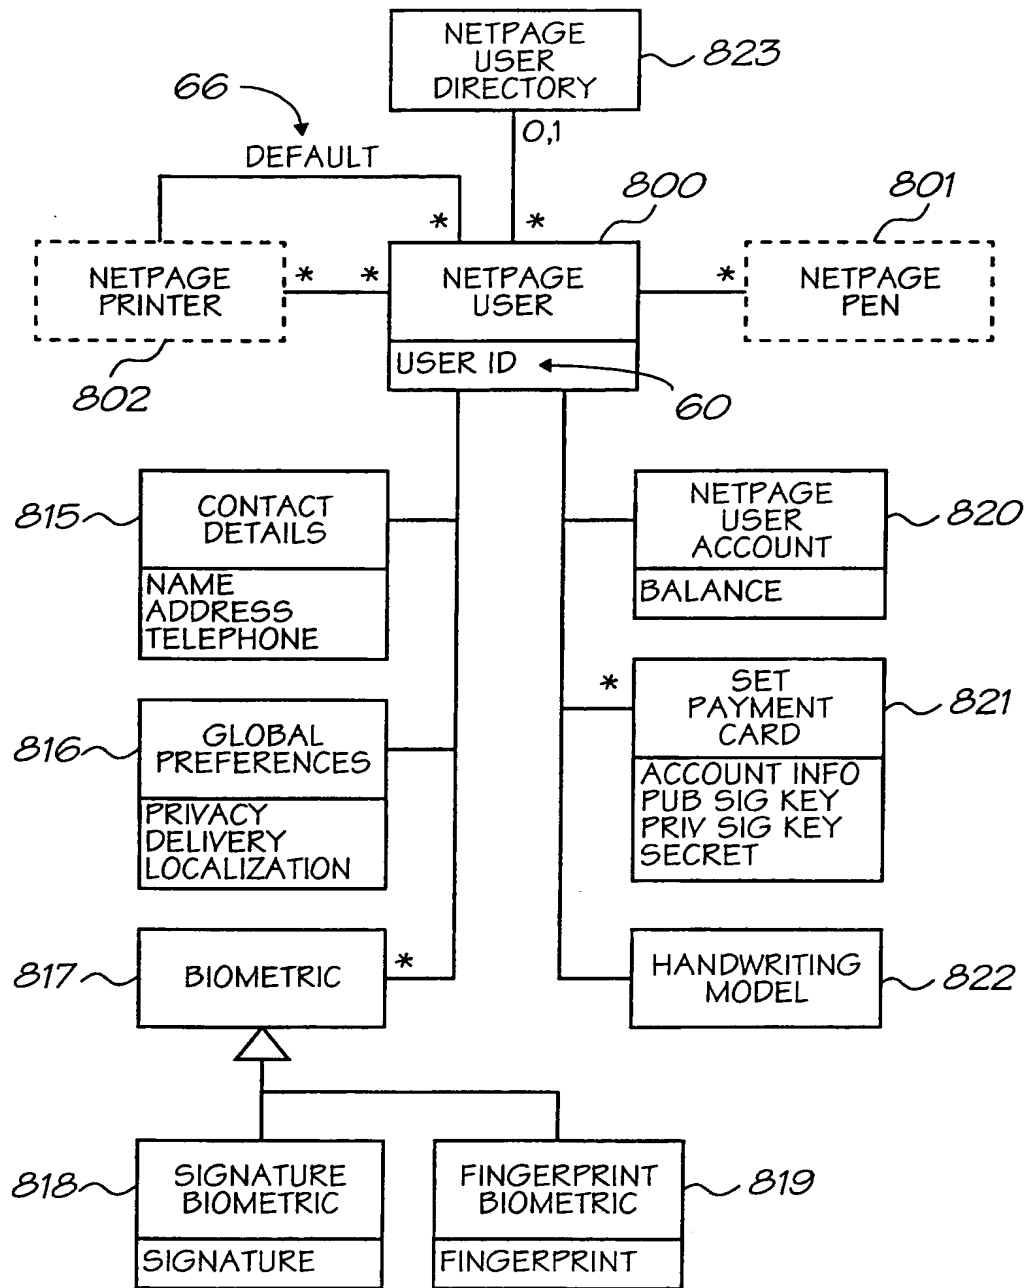 NETPAGE
USER
DIRECTORY
823
66
0,1
DEFAULT
800
801
*
*
NETPAGE
PRINTER
*
*
NETPAGE
USER
*
NETPAGE
PEN
USER ID
802
60
815
CONTACT
DETAILS
NAME
ADDRESS
TELEPHONE
NETPAGE
USER
ACCOUNT
820
BALANCE
816
GLOBAL
PREFERENCES
PRIVACY
DELIVERY
LOCALIZATION
*
SET
PAYMENT
CARD
821
ACCOUNT INFO
PUB SIG KEY
PRIV SIG KEY
SECRET
817
BIOMETRIC
*
HANDWRITING
MODEL
822
818
SIGNATURE
BIOMETRIC
SIGNATURE
FINGERPRINT
BIOMETRIC
819
FINGERPRINT